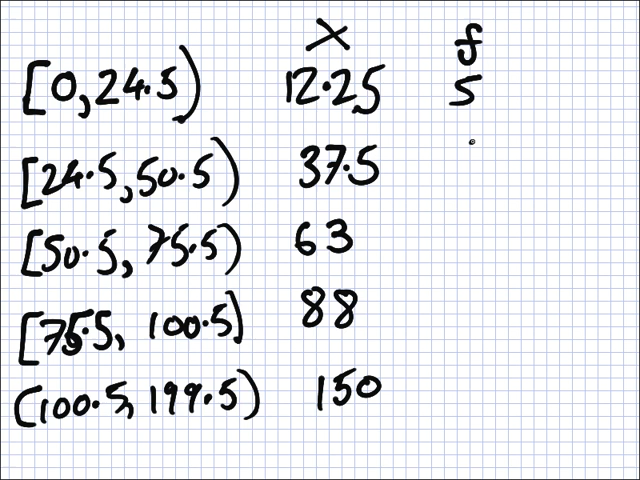 x f
[0, 24.5) 12.25 5
[24.5, 50.5) 37.5
[50.5, 75.5) 63
[75.5, 100.5] 88
(100.5, 199.5) 150